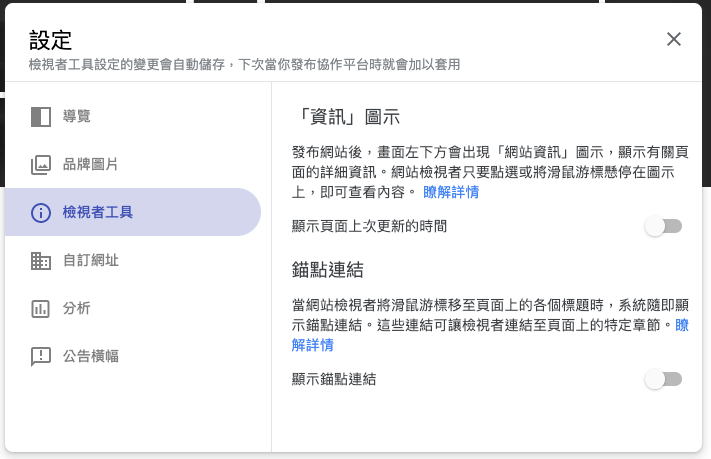 設定
檢視者工具設定的變更會自動儲存，下次當你發布協作平台時就會加以套用
導覽
品牌圖片
檢視者工具
自訂網址
分析
公告橫幅
「資訊」圖示
發布網站後，畫面左下方會出現「網站資訊」圖示，顯示有關頁
面的詳細資訊。網站檢視者只要點選或將滑鼠游標懸停在圖示
上，即可查看內容。 瞭解詳情
顯示頁面上次更新的時間
錨點連結
當網站檢視者將滑鼠游標移至頁面上的各個標題時，系統隨即顯
示錨點連結。這些連結可讓檢視者連結至頁面上的特定章節。瞭
解詳情
顯示錨點連結